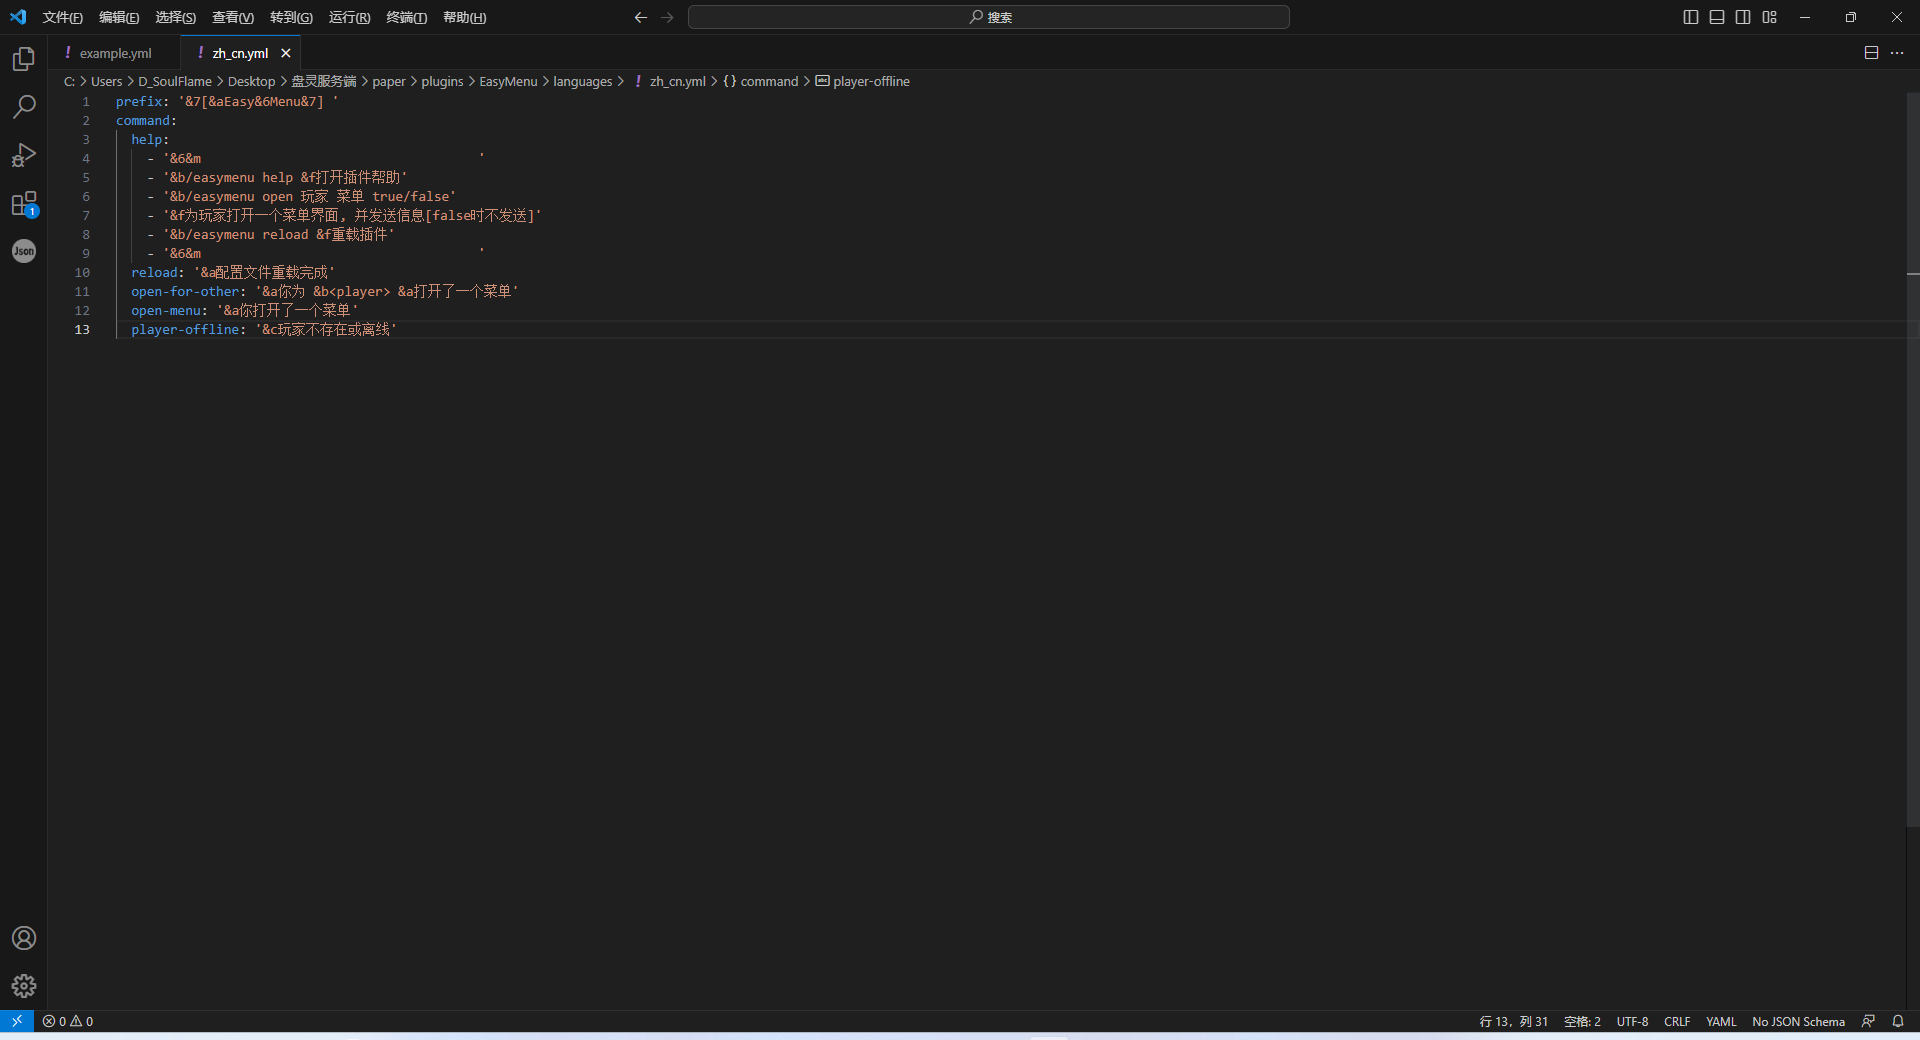 文件(F) 编辑(E) 选择(S) 查看(V) 转到(G) 运行(R) 终端(T) 帮助(H) 搜索
! example.yml ! zh_cn.yml
C: > Users > D_SoulFlame > Desktop > 盘灵服务端 > paper > plugins > EasyMenu > languages > ! zh_cn.yml > {} command > player-offline
1 prefix: '&7[&aEasy&6Menu&7] '
2 command:
3 help:
4 - '&6&m                                    '
5 - '&b/easymenu help &f打开插件帮助'
6 - '&b/easymenu open 玩家 菜单 true/false'
7 - '&f为玩家打开一个菜单界面, 并发送信息[false时不发送]'
8 - '&b/easymenu reload &f重载插件'
9 - '&6&m                                    '
10 reload: '&a配置文件重载完成'
11 open-for-other: '&a你为 &b<player> &a打开了一个菜单'
12 open-menu: '&a你打开了一个菜单'
13 player-offline: '&c玩家不存在或离线'
1
Json
0 0 行 13, 列 31 空格: 2 UTF-8 CRLF YAML No JSON Schema